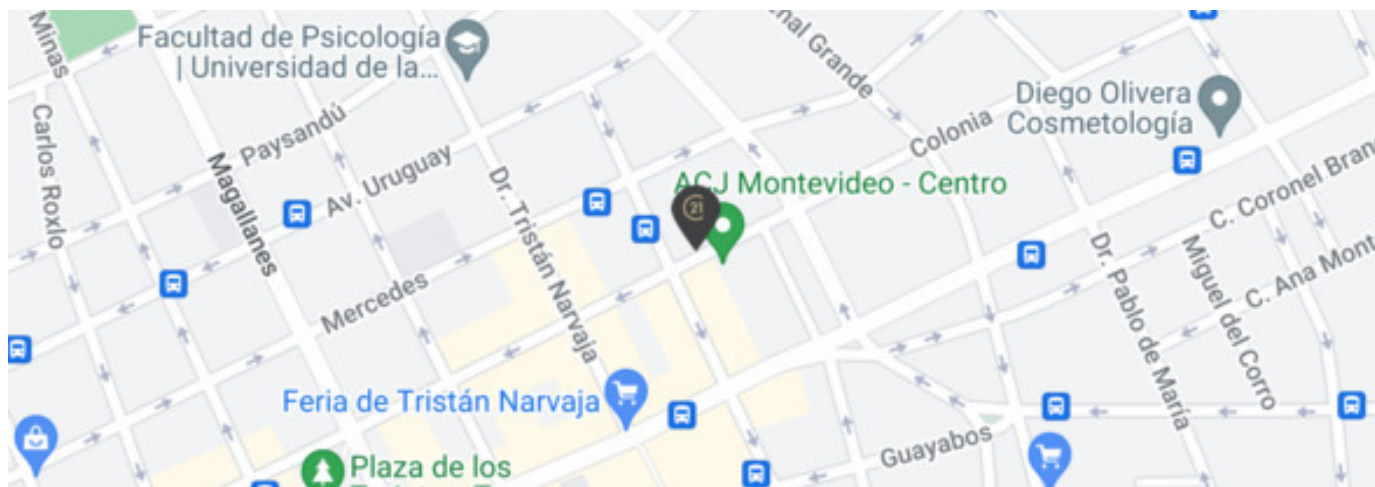 Minas
Facultad de Psicología
| Universidad de la...
Carlos Roxlo
Paysandú
Magallanes
Av. Uruguay
Dr. Tristán Narvaja
Mercedes
Grande
Colonia
Diego Olivera
Cosmetología
ACJ Montevideo - Centro
21
C. Coronel Bran
Dr. Pablo de María
Miguel del Corro
C. Ana Mont
Feria de Tristán Narvaja
Guayabos
Plaza de los